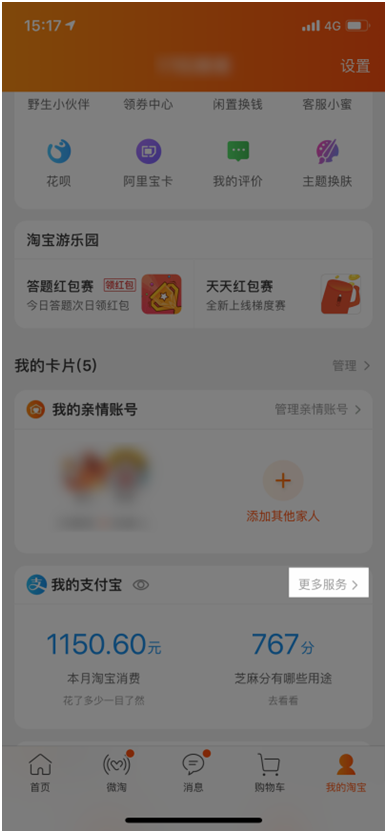 15:17 4G
设置
野生小伙伴 领券中心 闲置换钱 客服小蜜
花呗 阿里宝卡 我的评价 主题换肤
淘宝游乐园
答题红包赛 领红包 天天红包赛
今日答题次日领红包 全新上线梯度赛
我的卡片(5) 管理
我的亲情账号 管理亲情账号
添加其他家人
我的支付宝 更多服务
1150.60元 767分
本月淘宝消费 芝麻分有哪些用途
花了多少一目了然 去看看
首页 微淘 消息 购物车 我的淘宝